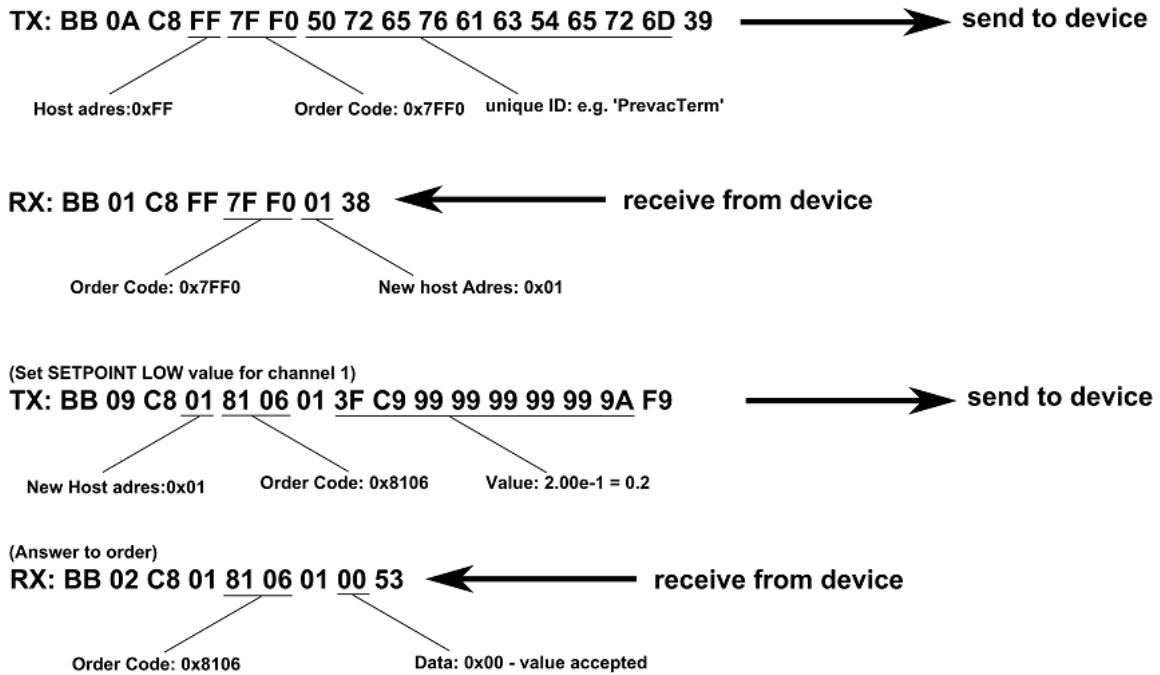 TX: BB 0A C8 FF 7F F0 50 72 65 76 61 63 54 65 72 6D 39 send to device
Host adres:0xFF Order Code: 0x7FF0 unique ID: e.g. 'PrevacTerm'
RX: BB 01 C8 FF 7F F0 01 38 receive from device
Order Code: 0x7FF0 New host Adres: 0x01
(Set SETPOINT LOW value for channel 1)
TX: BB 09 C8 01 81 06 01 3F C9 99 99 99 99 99 9A F9 send to device
New Host adres:0x01 Order Code: 0x8106 Value: 2.00e-1 = 0.2
(Answer to order)
RX: BB 02 C8 01 81 06 01 00 53 receive from device
Order Code: 0x8106 Data: 0x00 - value accepted